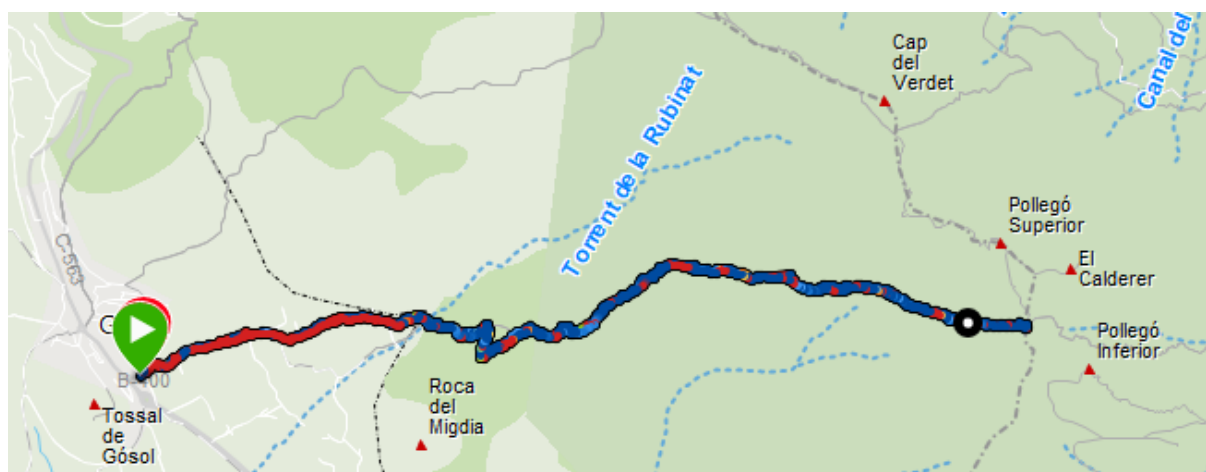 Cap
del
Verdet
Canal del
Torrent de la Rubinat
Pollegó
Superior
El
Calderer
C-563
Pollegó
Inferior
Roca
del
Migdia
Tossal
de
Gósol